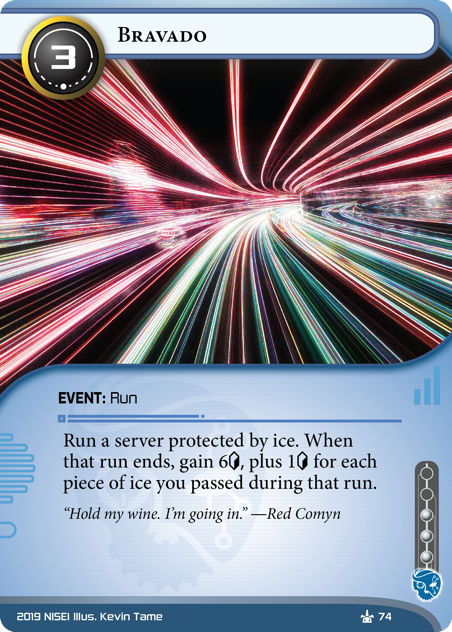 3
Bravado
EVENT: Run
Run a server protected by ice. When
that run ends, gain 6, plus 1 for each
piece of ice you passed during that run.
“Hold my wine. I’m going in.” —Red Comyn
2019 NISEI Illus. Kevin Tame
74